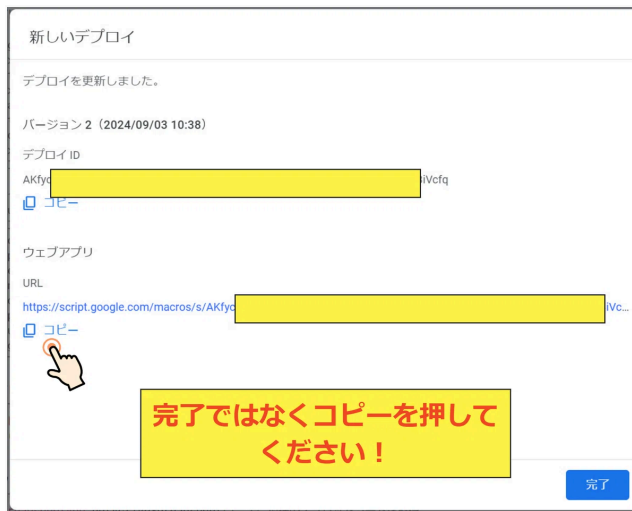 新しいデプロイ
デプロイを更新しました。
バージョン 2（2024/09/03 10:38）
デプロイ ID
AKfyc iVcfq
コピー
ウェブアプリ
URL
https://script.google.com/macros/s/AKfyc iVc...
コピー
完了ではなくコピーを押して
ください！
完了